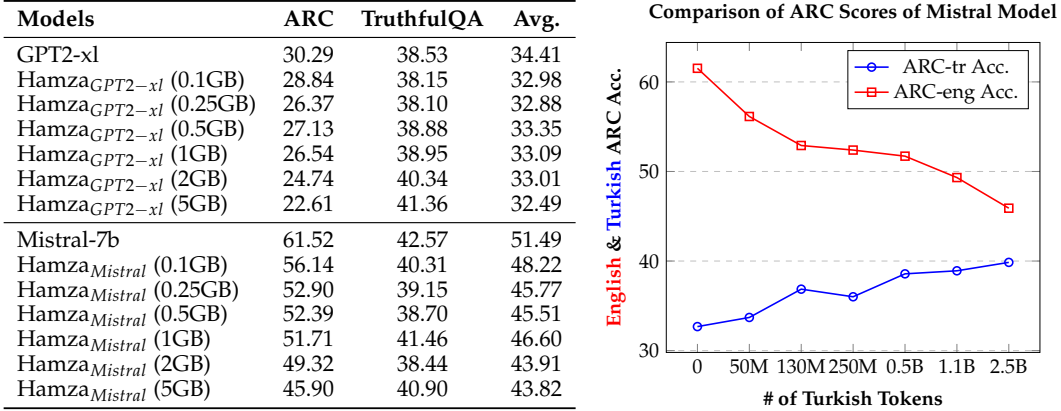 Models ARC TruthfulQA Avg.
GPT2-xl 30.29 38.53 34.41
Hamza GPT2−xl (0.1GB) 28.84 38.15 32.98
Hamza GPT2−xl (0.25GB) 26.37 38.10 32.88
Hamza GPT2−xl (0.5GB) 27.13 38.88 33.35
Hamza GPT2−xl (1GB) 26.54 38.95 33.09
Hamza GPT2−xl (2GB) 24.74 40.34 33.01
Hamza GPT2−xl (5GB) 22.61 41.36 32.49
Mistral-7b 61.52 42.57 51.49
Hamza Mistral (0.1GB) 56.14 40.31 48.22
Hamza Mistral (0.25GB) 52.90 39.15 45.77
Hamza Mistral (0.5GB) 52.39 38.70 45.51
Hamza Mistral (1GB) 51.71 41.46 46.60
Hamza Mistral (2GB) 49.32 38.44 43.91
Hamza Mistral (5GB) 45.90 40.90 43.82
Comparison of ARC Scores of Mistral Model
English & Turkish ARC Acc.
60
50
40
30
ARC-tr Acc.
ARC-eng Acc.
0 50M 130M 250M 0.5B 1.1B 2.5B
# of Turkish Tokens